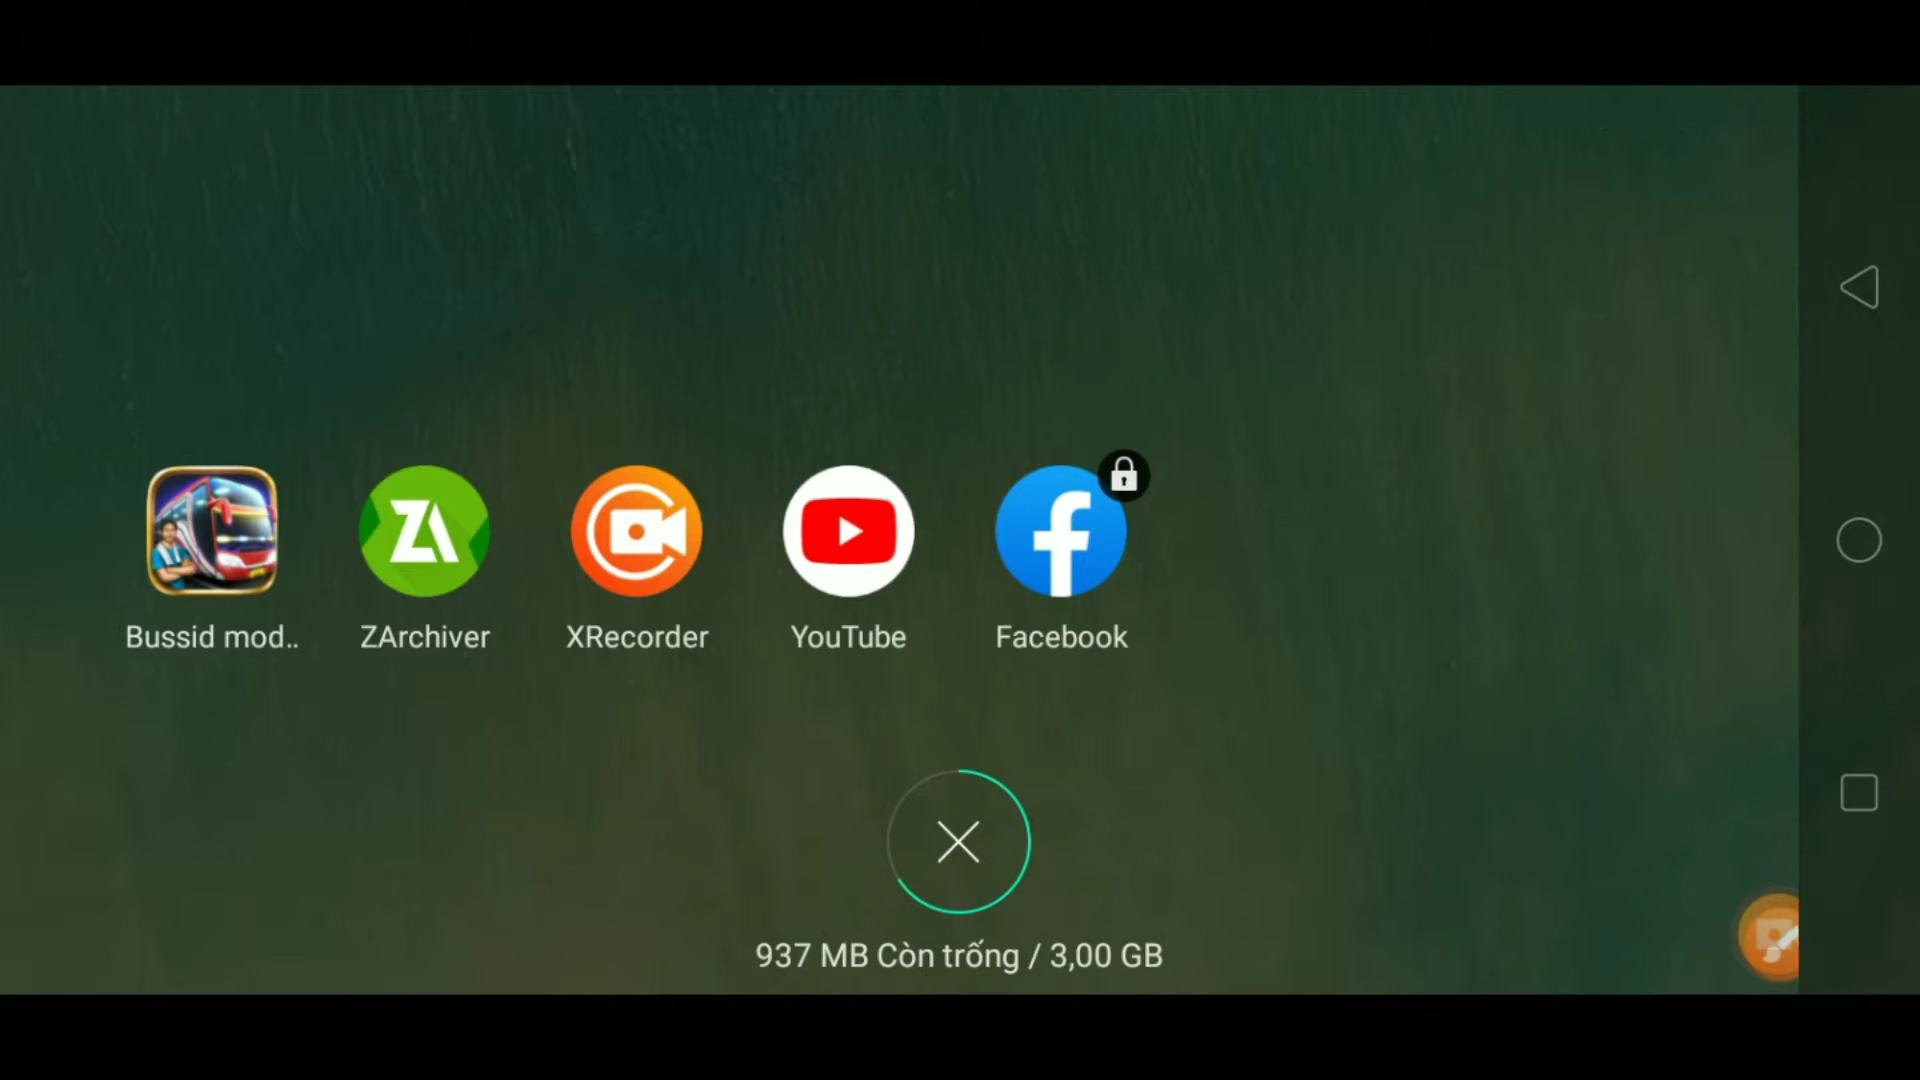 Bussid mod..
ZArchiver
XRecorder
YouTube
Facebook
937 MB Còn trống / 3,00 GB